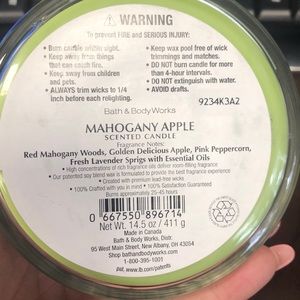 WARNING
To prevent FIRE and SERIOUS INJURY:
• Burn candle within sight.
• Keep away from things
that can catch fire.
• Keep away from children
and pets.
• ALWAYS trim wicks to 1/4
inch before each relighting.
• Keep wax pool free of wick
trimmings and matches.
• DO NOT burn candle for more
than 4-hour intervals.
• DO NOT extinguish with water.
• AVOID drafts.
9234K3A2
Bath & Body Works
MAHOGANY APPLE
SCENTED CANDLE
Fragrance Notes:
Red Mahogany Woods, Golden Delicious Apple, Pink Peppercorn,
Fresh Lavender Sprigs with Essential Oils
• High concentrations of rich fragrance oils deliver room-filling fragrance
• Our patented soy blend wax is formulated to provide the best fragrance experience
• Created with premium lead-free wicks
• 100% Crafted with you in mind • 100% Satisfaction Guaranteed
Burns approximately 25-45 hours
0 667550 896714
Net Wt. 14.5 oz / 411 g
Made in Canada
Bath & Body Works, Distr.
95 West Main Street, New Albany, OH 43054
Shop bathandbodyworks.com
1-800-395-1001
pat. www.lb.com/patents